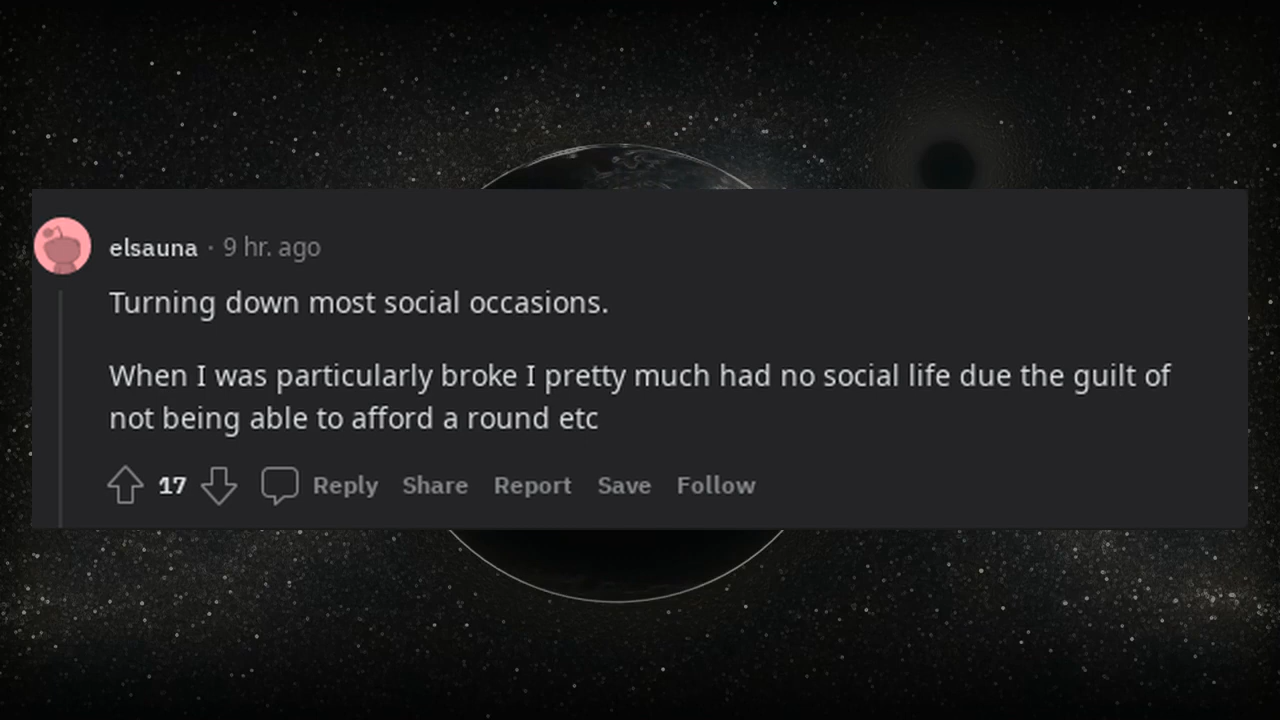 elsauna · 9 hr. ago
Turning down most social occasions.
When I was particularly broke I pretty much had no social life due the guilt of
not being able to afford a round etc
17 Reply Share Report Save Follow